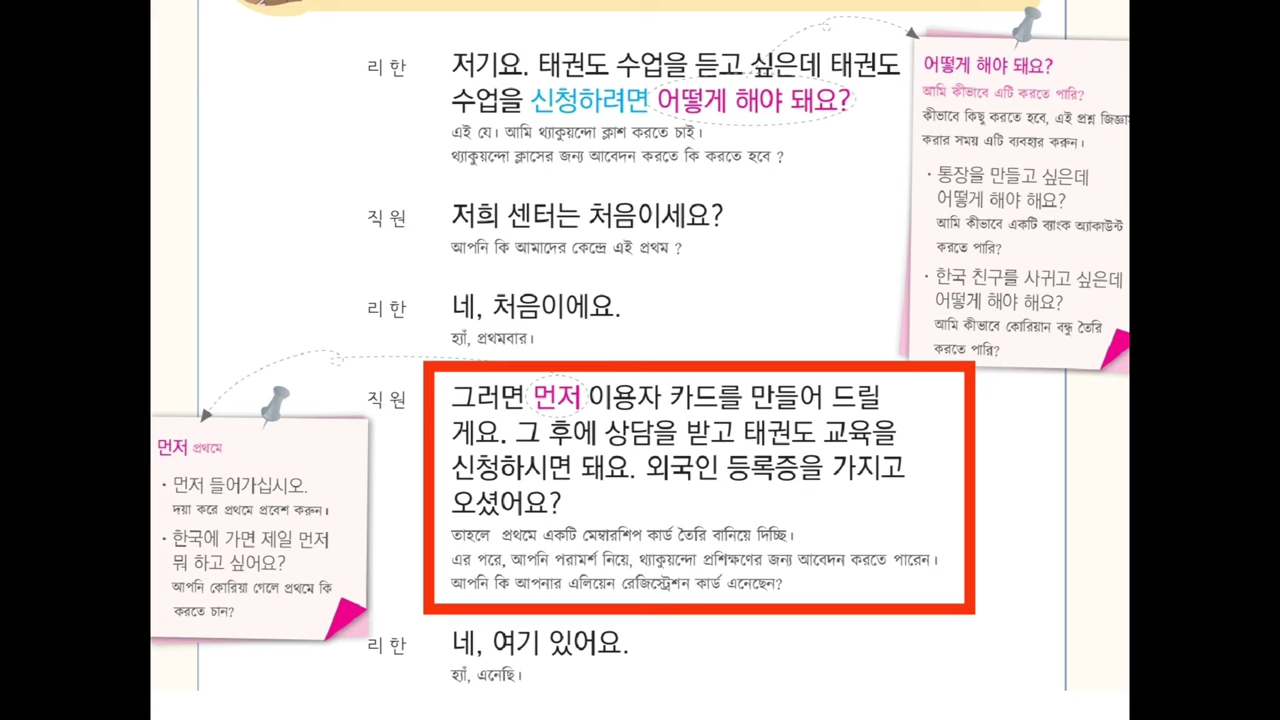 리 한
저기요. 태권도 수업을 듣고 싶은데 태권도
수업을 신청하려면 어떻게 해야 돼요?
এই যে। আমি থ্যাকুয়ন্দো ক্লাশ করতে চাই।
থ্যাকুয়ন্দো ক্লাসের জন্য আবেদন করতে কি করতে হবে ?
직 원
저희 센터는 처음이세요?
আপনি কি আমাদের কেন্দ্রে এই প্রথম ?
리 한
네, 처음이에요.
হ্যাঁ, প্রথমবার।
직 원
그러면 먼저 이용자 카드를 만들어 드릴
게요. 그 후에 상담을 받고 태권도 교육을
신청하시면 돼요. 외국인 등록증을 가지고
오셨어요?
তাহলে প্রথমে একটি মেম্বারশিপ কার্ড তৈরি বানিয়ে দিচ্ছি।
এর পরে, আপনি পরামর্শ নিয়ে, থ্যাকুয়ন্দো প্রশিক্ষণের জন্য আবেদন করতে পারেন।
আপনি কি আপনার এলিয়েন রেজিস্ট্রেশন কার্ড এনেছেন?
리 한
네, 여기 있어요.
হ্যাঁ, এনেছি।
어떻게 해야 돼요?
আমি কীভাবে এটি করতে পারি?
কীভাবে কিছু করতে হবে, এই প্রশ্ন জিজ্ঞাস
করার সময় এটি ব্যবহার করুন।
· 통장을 만들고 싶은데
어떻게 해야 해요?
আমি কীভাবে একটি ব্যাংক অ্যাকাউন্ট
করতে পারি?
· 한국 친구를 사귀고 싶은데
어떻게 해야 해요?
আমি কীভাবে কোরিয়ান বন্ধু তৈরি
করতে পারি?
먼저 প্রথমে
· 먼저 들어가십시오.
দয়া করে প্রথমে প্রবেশ করুন।
· 한국에 가면 제일 먼저
뭐 하고 싶어요?
আপনি কোরিয়া গেলে প্রথমে কি
করতে চান?